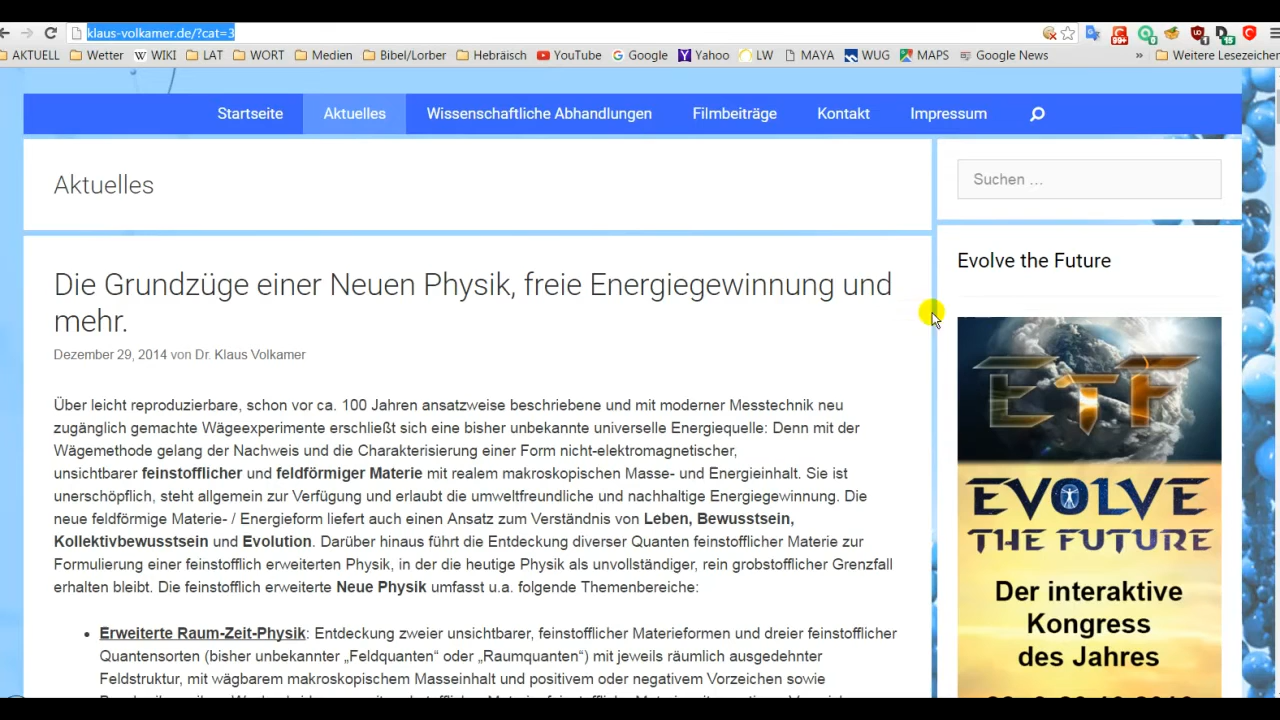 klaus-volkamer.de/?cat=3
AKTUELL Wetter WIKI LAT WORT Medien Bibel/Lorber Hebräisch YouTube Google Yahoo LW MAYA WUG MAPS Google News » Weitere Lesezeichen
Startseite Aktuelles Wissenschaftliche Abhandlungen Filmbeiträge Kontakt Impressum
Aktuelles
Suchen …
Die Grundzüge einer Neuen Physik, freie Energiegewinnung und
mehr.
Dezember 29, 2014 von Dr. Klaus Volkamer
Über leicht reproduzierbare, schon vor ca. 100 Jahren ansatzweise beschriebene und mit moderner Messtechnik neu
zugänglich gemachte Wägeexperimente erschließt sich eine bisher unbekannte universelle Energiequelle: Denn mit der
Wägemethode gelang der Nachweis und die Charakterisierung einer Form nicht-elektromagnetischer,
unsichtbarer feinstofflicher und feldförmiger Materie mit realem makroskopischen Masse- und Energieinhalt. Sie ist
unerschöpflich, steht allgemein zur Verfügung und erlaubt die umweltfreundliche und nachhaltige Energiegewinnung. Die
neue feldförmige Materie- / Energieform liefert auch einen Ansatz zum Verständnis von Leben, Bewusstsein,
Kollektivbewusstsein und Evolution. Darüber hinaus führt die Entdeckung diverser Quanten feinstofflicher Materie zur
Formulierung einer feinstofflich erweiterten Physik, in der die heutige Physik als unvollständiger, rein grobstofflicher Grenzfall
erhalten bleibt. Die feinstofflich erweiterte Neue Physik umfasst u.a. folgende Themenbereiche:
• Erweiterte Raum-Zeit-Physik: Entdeckung zweier unsichtbarer, feinstofflicher Materieformen und dreier feinstofflicher
Quantensorten (bisher unbekannter „Feldquanten“ oder „Raumquanten“) mit jeweils räumlich ausgedehnter
Feldstruktur, mit wägbarem makroskopischem Masseinhalt und positivem oder negativem Vorzeichen sowie
Evolve the Future
ETF
EVOLVE
THE FUTURE
Der interaktive
Kongress
des Jahres